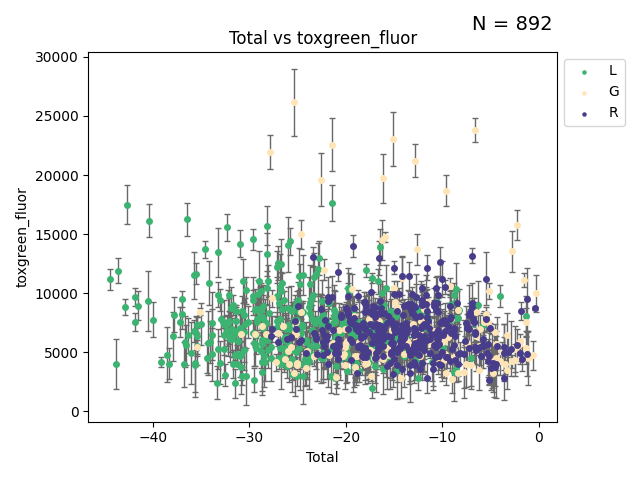 N = 892
Total vs toxgreen_fluor
30000
25000
20000
15000
10000
5000
0
toxgreen_fluor
−40
−30
−20
−10
0
Total
L
G
R